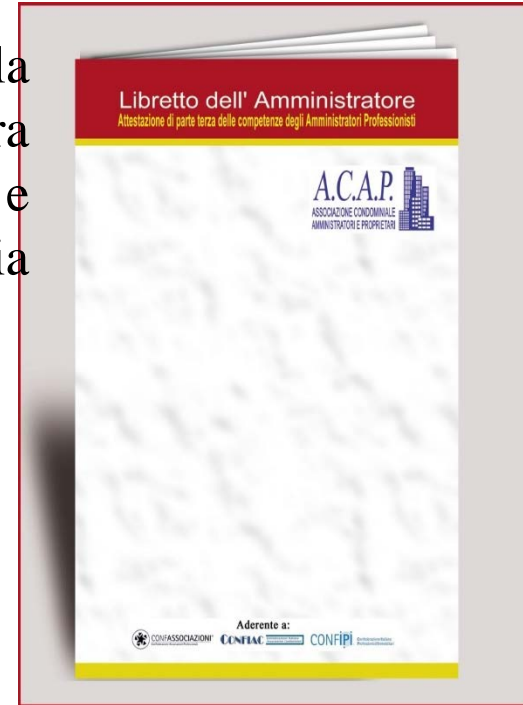 la
ra
e
ia
Libretto dell' Amministratore
Attestazione di parte terza delle competenze degli Amministratori Professionisti
A.C.A.P.
ASSOCIAZIONE CONDOMINIALE
AMMINISTRATORI E PROPRIETARI
Aderente a:
CONFASSOCIAZIONI CONFIAC CONFIPI